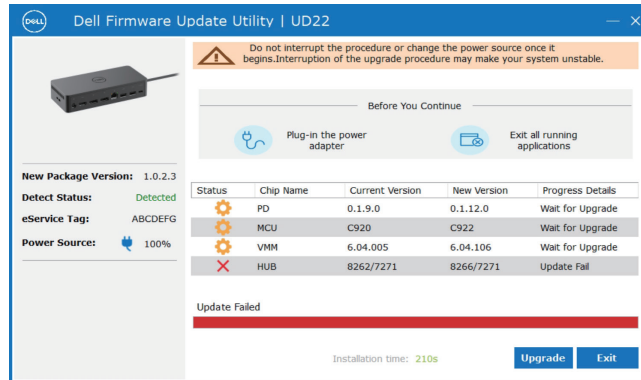 DELL
Dell Firmware Update Utility | UD22
Do not interrupt the procedure or change the power source once it
begins.Interruption of the upgrade procedure may make your system unstable.
Before You Continue
Plug-in the power
adapter
Exit all running
applications
New Package Version: 1.0.2.3
Detect Status: Detected
eService Tag: ABCDEFG
Power Source: 100%
Status Chip Name Current Version New Version Progress Details
PD 0.1.9.0 0.1.12.0 Wait for Upgrade
MCU C920 C922 Wait for Upgrade
VMM 6.04.005 6.04.106 Wait for Upgrade
HUB 8262/7271 8266/7271 Update Fail
Update Failed
Installation time: 210s
Upgrade
Exit